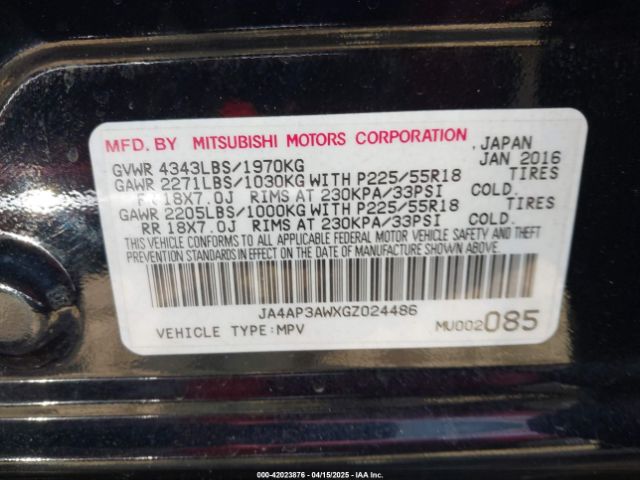 MFD. BY MITSUBISHI MOTORS CORPORATION , JAPAN
GVWR 4343LBS/1970KG JAN 2016
GAWR 2271LBS/1030KG WITH P225/55R18 TIRES
18X7.0J RIMS AT 230KPA/33PSI COLD.
GAWR 2205LBS/1000KG WITH P225/55R18 TIRES
RR 18X7.0J RIMS AT 230KPA/33PSI COLD.
THIS VEHICLE CONFORMS TO ALL APPLICABLE FEDERAL MOTOR VEHICLE SAFETY AND THEFT
PREVENTION STANDARDS IN EFFECT ON THE DATE OF MANUFACTURE SHOWN ABOVE.
JA4AP3AWXGZ024486
VEHICLE TYPE:MPV MU002085
000-42023876 - 04/15/2025 - IAA Inc.